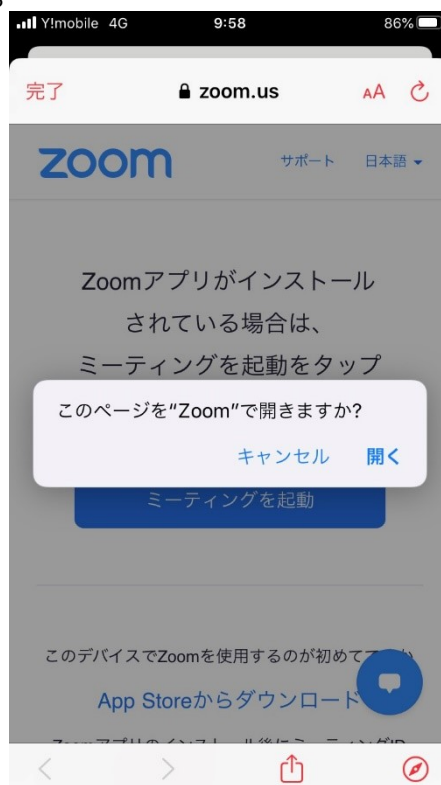 Y!mobile 4G 9:58 86%
完了 zoom.us AA
zoom サポート 日本語
Zoomアプリがインストール
されている場合は、
ミーティングを起動をタップ
このページを“Zoom”で開きますか?
キャンセル 開く
ミーティングを起動
このデバイスでZoomを使用するのが初めてで
App Storeからダウンロード